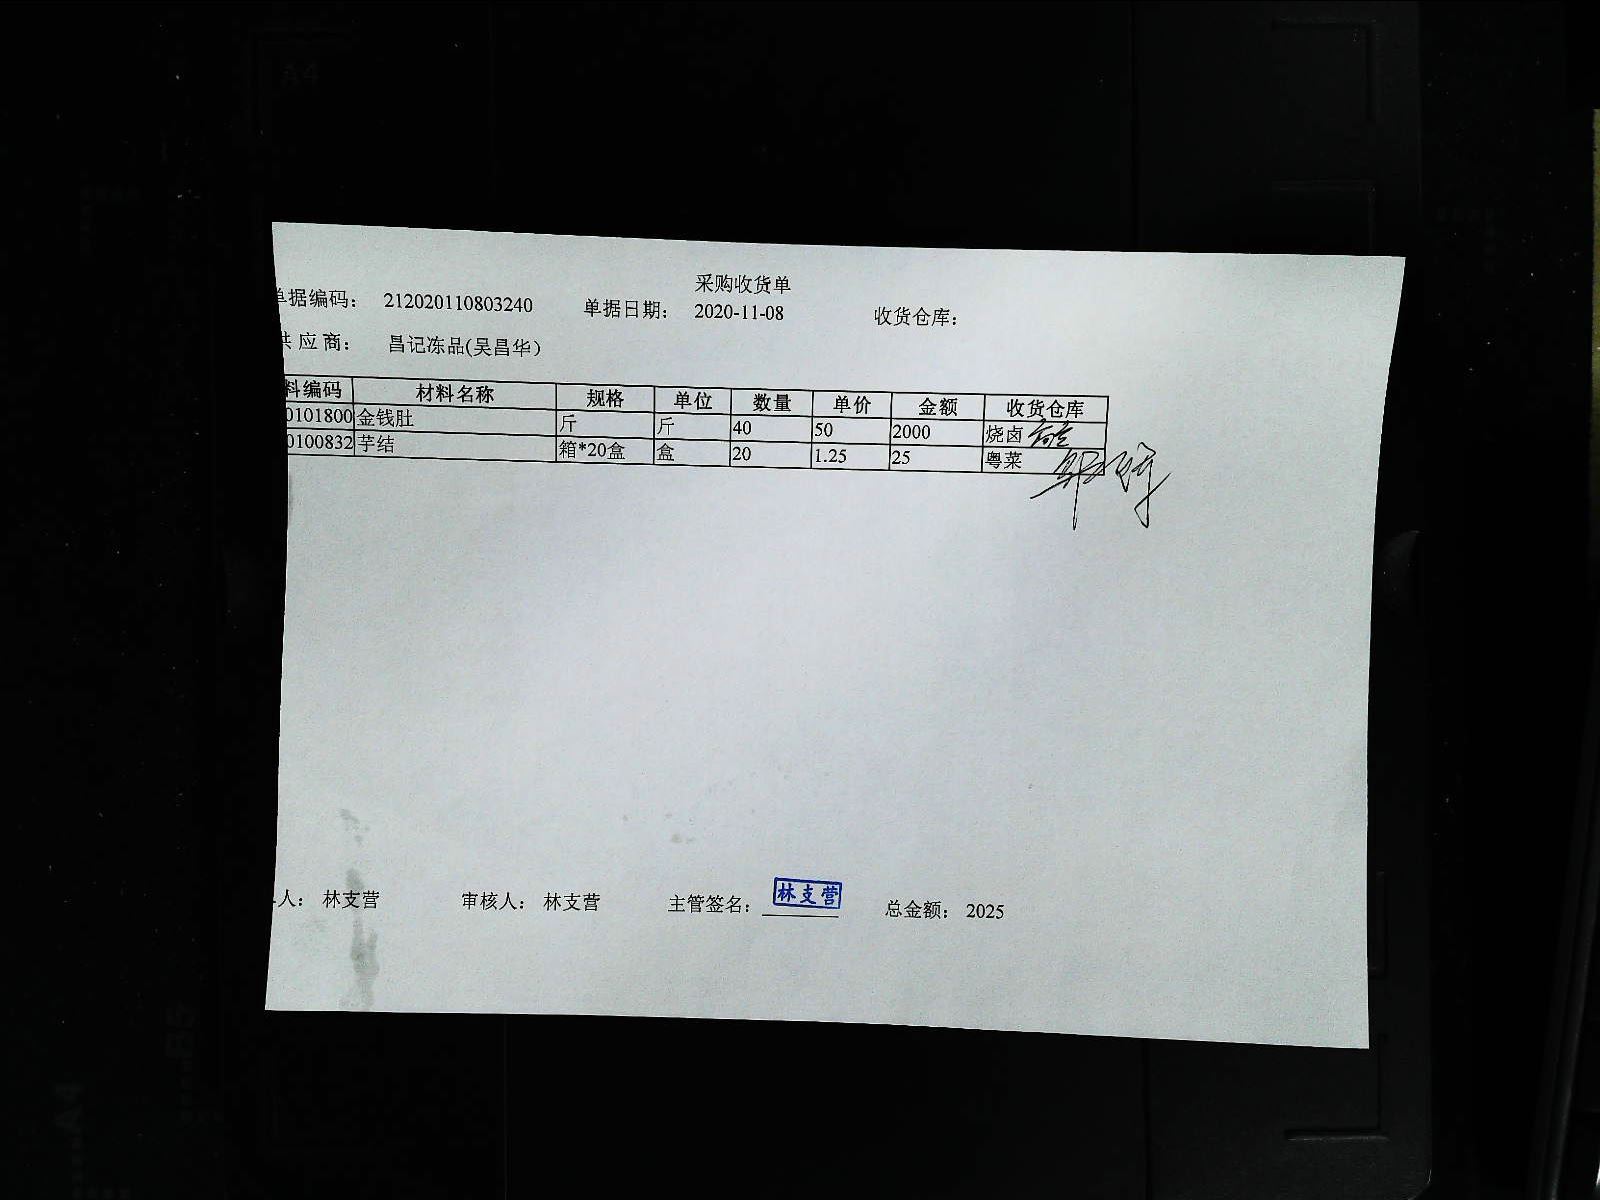 采购收货单
单据编码： 212020110803240 单据日期： 2020-11-08 收货仓库：
供 应 商： 昌记冻品(吴昌华）
料编码 材料名称 规格 单位 数量 单价 金额 收货仓库
0101800 金钱肚 斤 斤 40 50 2000 烧卤
0100832 芋结 箱*20盒 盒 20 1.25 25 粤菜
人： 林支营 审核人： 林支营 主管签名： 林支营 总金额： 2025
A4